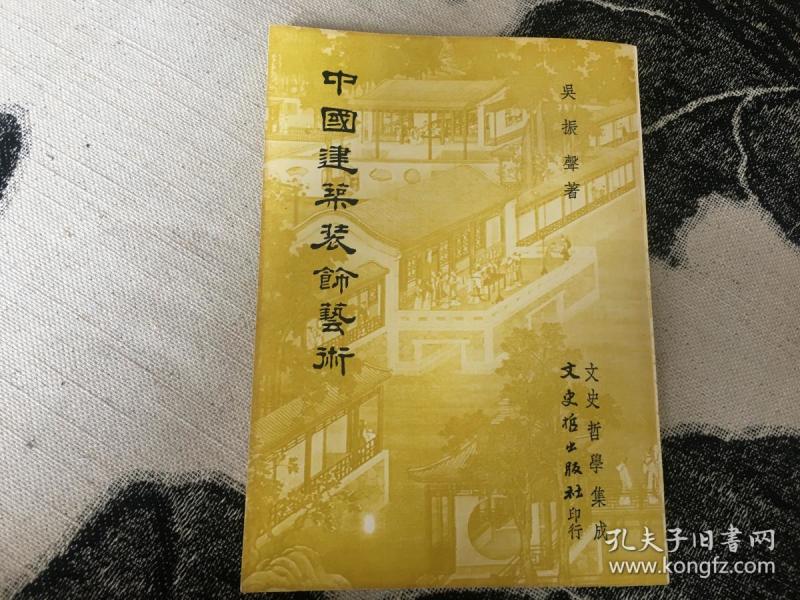 中國建築裝飾藝術
吳振聲著
文史哲學集成
文史哲出版社印行
孔夫子旧書网
www.kongfz.com